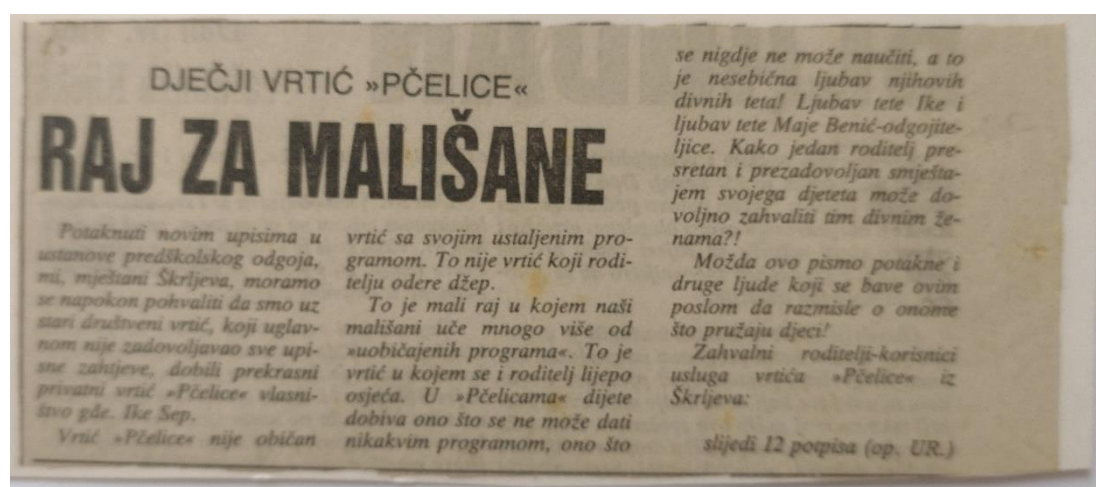 DJEČJI VRTIĆ »PČELICE«
RAJ ZA MALIŠANE
Potaknuti novim upisima u
ustanove predškolskog odgoja,
mi, mještani Škrljeva, moramo
se napokon pohvaliti da smo uz
stari društveni vrtić, koji uglav-
nom nije zadovoljavao sve upi-
sne zahtjeve, dobili prekrasni
privatni vrtić »Pčelice« vlasni-
štvo gđe. Ike Sep.
Vrtić »Pčelice« nije običan
vrtić sa svojim ustaljenim pro-
gramom. To nije vrtić koji rodi-
telju odere džep.
To je mali raj u kojem naši
mališani uče mnogo više od
»uobičajenih programa«. To je
vrtić u kojem se i roditelj lijepo
osjeća. U »Pčelicama« dijete
dobiva ono što se ne može dati
nikakvim programom, ono što
se nigdje ne može naučiti, a to
je nesebična ljubav njihovih
divnih teta! Ljubav tete Ike i
ljubav tete Maje Benić-odgojite-
ljice. Kako jedan roditelj pre-
sretan i prezadovoljan smješta-
jem svojega djeteta može do-
voljno zahvaliti tim divnim že-
nama?!
Možda ovo pismo potakne i
druge ljude koji se bave ovim
poslom da razmisle o onome
što pružaju djeci!
Zahvalni roditelji-korisnici
usluga vrtića »Pčelice« iz
Škrljeva:
slijedi 12 potpisa (op. UR.)